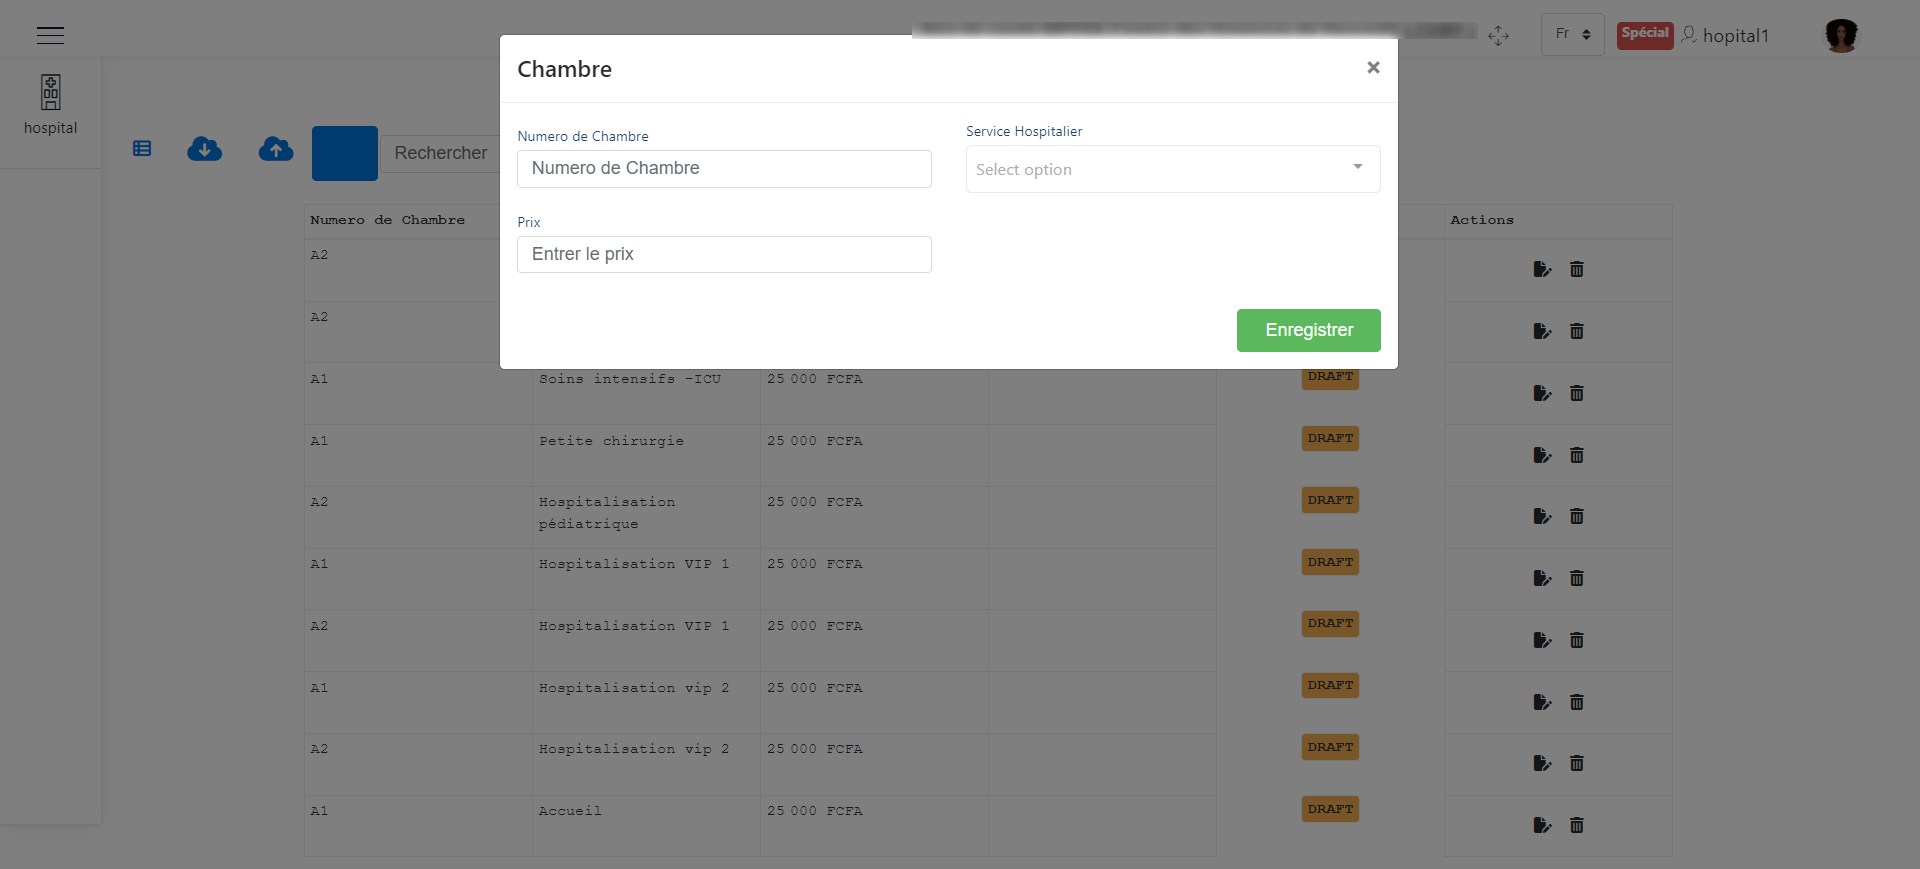 Fr
Spécial
hopital1
hospital
Chambre
×
Numero de Chambre
Numero de Chambre
Service Hospitalier
Select option
Prix
Entrer le prix
Enregistrer
Rechercher
Numero de Chambre
Actions
A2
A2
A1 Soins intensifs -ICU 25 000 FCFA DRAFT
A1 Petite chirurgie 25 000 FCFA DRAFT
A2 Hospitalisation 25 000 FCFA DRAFT
pédiatrique
A1 Hospitalisation VIP 1 25 000 FCFA DRAFT
A2 Hospitalisation VIP 1 25 000 FCFA DRAFT
A1 Hospitalisation vip 2 25 000 FCFA DRAFT
A2 Hospitalisation vip 2 25 000 FCFA DRAFT
A1 Accueil 25 000 FCFA DRAFT